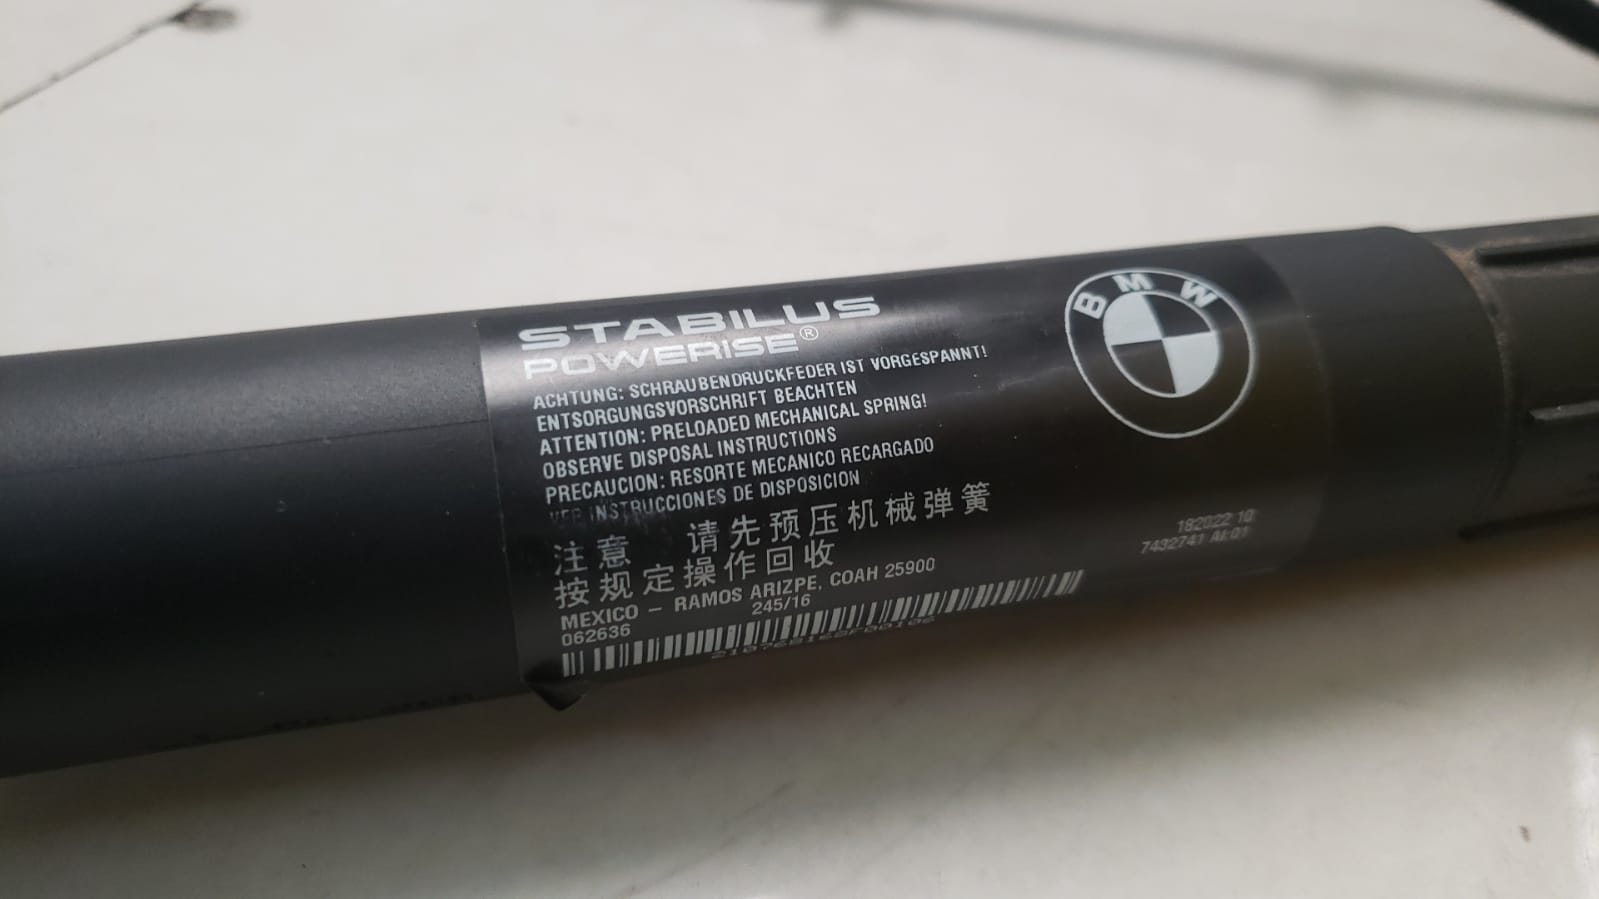 STABILUS
POWERISE®
ACHTUNG: SCHRAUBENDRUCKFEDER IST VORGESPANNT!
ENTSORGUNGSVORSCHRIFT BEACHTEN
ATTENTION: PRELOADED MECHANICAL SPRING!
OBSERVE DISPOSAL INSTRUCTIONS
PRECAUCION: RESORTE MECANICO RECARGADO
VER INSTRUCCIONES DE DISPOSICION
注意 请先预压机械弹簧
按规定操作回收
MEXICO – RAMOS ARIZPE, COAH 25900
062636 245/16
BMW
182022 10
7432741 AI:01